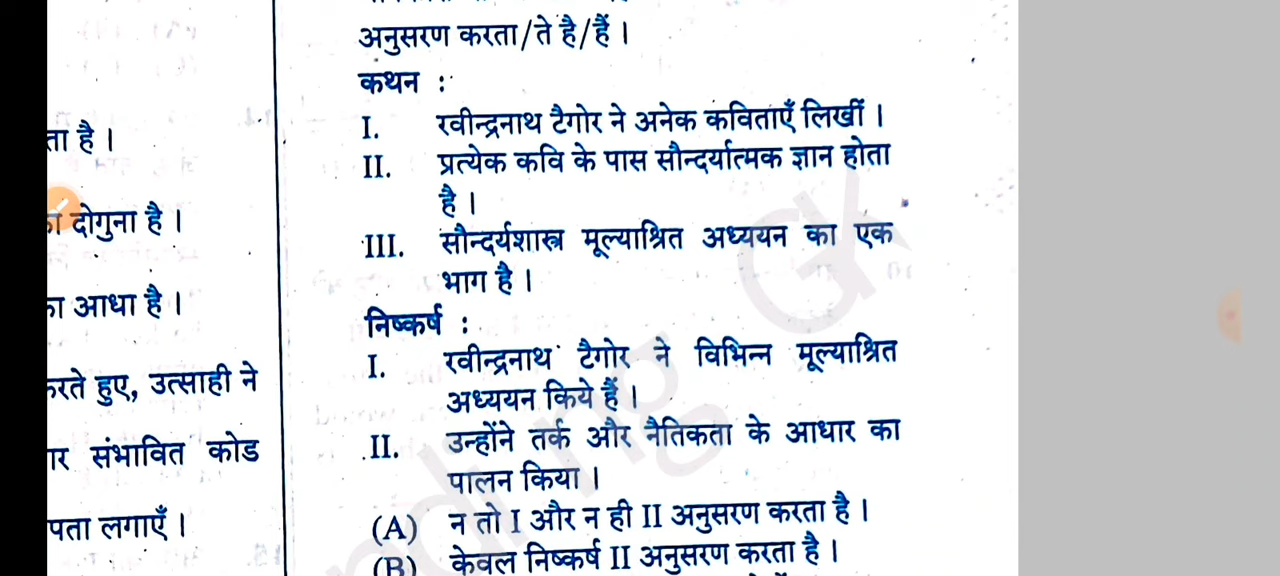 ता है ।
दोगुना है ।
ा आधा है ।
करते हुए, उत्साही ने
ार संभावित कोड
पता लगाएँ ।
अनुसरण करता/ते है/हैं ।
कथन :
I. रवीन्द्रनाथ टैगोर ने अनेक कविताएँ लिखीं ।
II. प्रत्येक कवि के पास सौन्दर्यात्मक ज्ञान होता
है ।
III. सौन्दर्यशास्त्र मूल्याश्रित अध्ययन का एक
भाग है ।
निष्कर्ष :
I. रवीन्द्रनाथ टैगोर ने विभिन्न मूल्याश्रित
अध्ययन किये हैं ।
II. उन्होंने तर्क और नैतिकता के आधार का
पालन किया ।
(A) न तो I और न ही II अनुसरण करता है ।
(B) केवल निष्कर्ष II अनुसरण करता है ।
ding GK